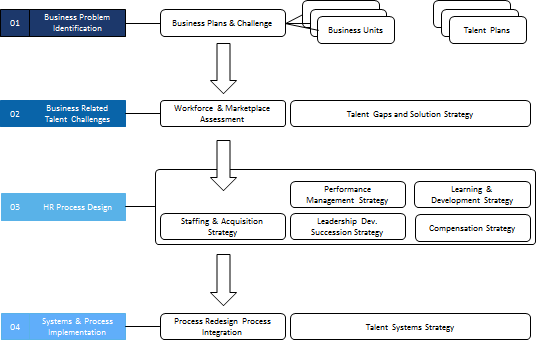 01
Business Problem
Identification
Business Plans & Challenge
Business Units
Talent Plans
02
Business Related
Talent Challenges
Workforce & Marketplace
Assessment
Talent Gaps and Solution Strategy
03
HR Process Design
Performance
Management Strategy
Learning &
Development Strategy
Staffing & Acquisition
Strategy
Leadership Dev.
Succession Strategy
Compensation Strategy
04
Systems & Process
Implementation
Process Redesign Process
Integration
Talent Systems Strategy